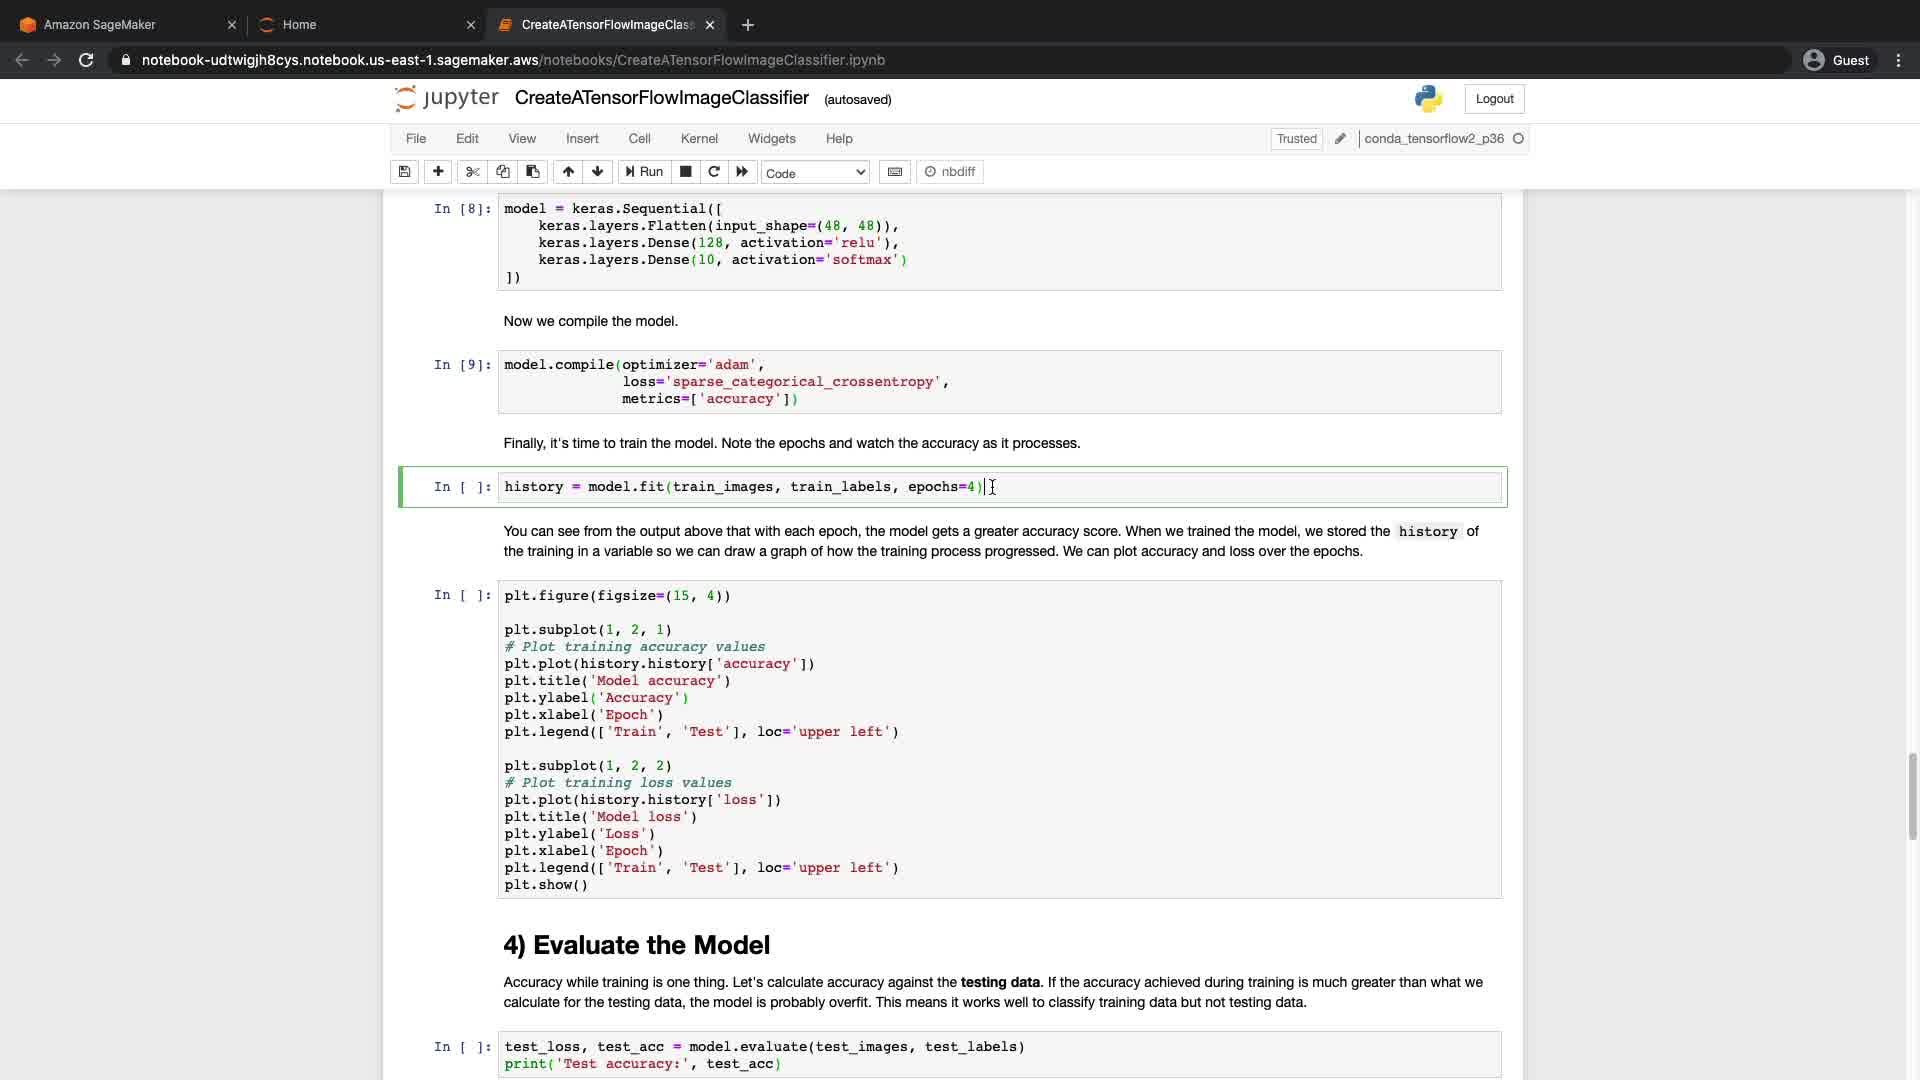 Amazon SageMaker
Home
CreateATensorFlowImageClass
notebook-udtwigjh8cys.notebook.us-east-1.sagemaker.aws/notebooks/CreateATensorFlowImageClassifier.ipynb
Guest
jupyter CreateATensorFlowImageClassifier (autosaved)
Logout
File Edit View Insert Cell Kernel Widgets Help
Trusted
conda_tensorflow2_p36
Run
Code
nbdiff
In [8]: model = keras.Sequential([
keras.layers.Flatten(input_shape=(48, 48)),
keras.layers.Dense(128, activation='relu'),
keras.layers.Dense(10, activation='softmax')
])
Now we compile the model.
In [9]: model.compile(optimizer='adam',
loss='sparse_categorical_crossentropy',
metrics=['accuracy'])
Finally, it's time to train the model. Note the epochs and watch the accuracy as it processes.
In [ ]: history = model.fit(train_images, train_labels, epochs=4)
You can see from the output above that with each epoch, the model gets a greater accuracy score. When we trained the model, we stored the history of
the training in a variable so we can draw a graph of how the training process progressed. We can plot accuracy and loss over the epochs.
In [ ]: plt.figure(figsize=(15, 4))
plt.subplot(1, 2, 1)
# Plot training accuracy values
plt.plot(history.history['accuracy'])
plt.title('Model accuracy')
plt.ylabel('Accuracy')
plt.xlabel('Epoch')
plt.legend(['Train', 'Test'], loc='upper left')
plt.subplot(1, 2, 2)
# Plot training loss values
plt.plot(history.history['loss'])
plt.title('Model loss')
plt.ylabel('Loss')
plt.xlabel('Epoch')
plt.legend(['Train', 'Test'], loc='upper left')
plt.show()
4) Evaluate the Model
Accuracy while training is one thing. Let's calculate accuracy against the testing data. If the accuracy achieved during training is much greater than what we
calculate for the testing data, the model is probably overfit. This means it works well to classify training data but not testing data.
In [ ]: test_loss, test_acc = model.evaluate(test_images, test_labels)
print('Test accuracy:', test_acc)